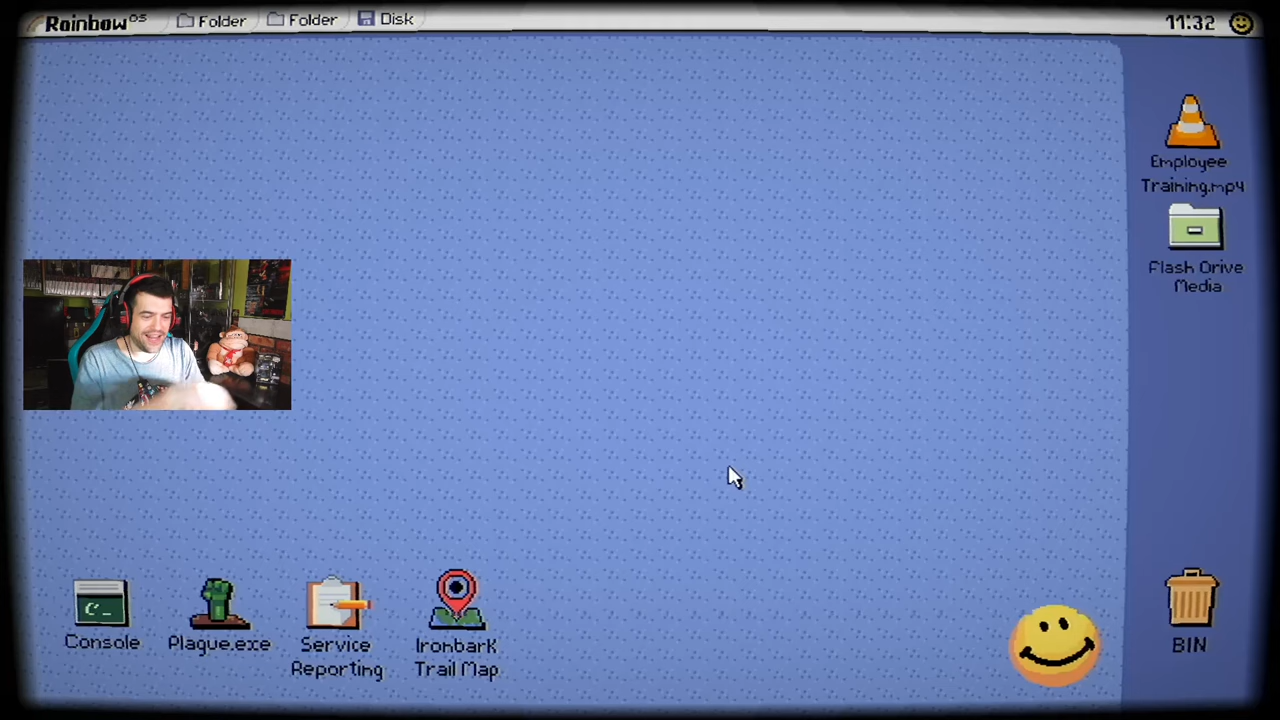 Rainbow OS
Folder
Folder
Disk
11:32
Employee
Training.mp4
Flash Drive
Media
C:_
Console
Plague.exe
Service
Reporting
Ironbark
Trail Map
BIN